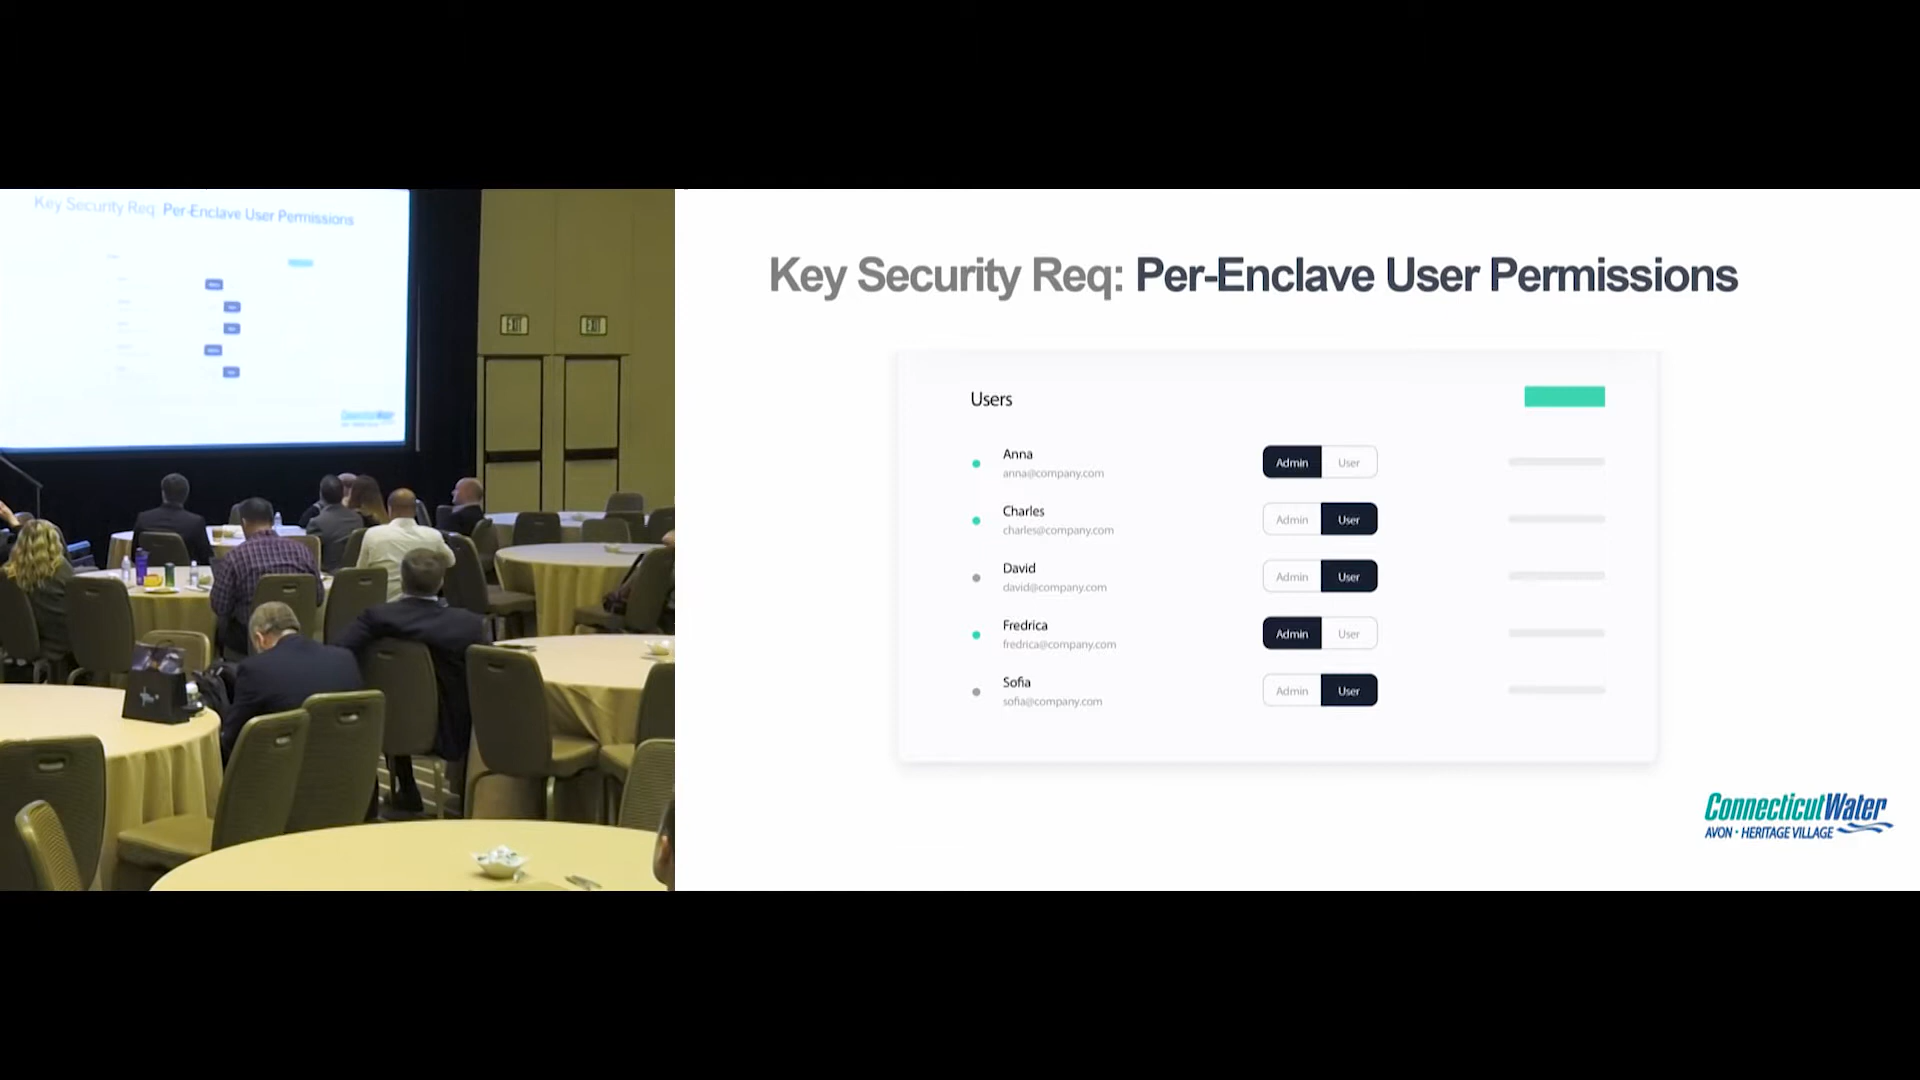 Key Security Req: Per-Enclave User Permissions
EXIT
EXIT
Key Security Req: Per-Enclave User Permissions
Users
Anna
anna@company.com
Admin User
Charles
charles@company.com
Admin User
David
david@company.com
Admin User
Fredrica
fredrica@company.com
Admin User
Sofia
sofia@company.com
Admin User
ConnecticutWater
AVON · HERITAGE VILLAGE